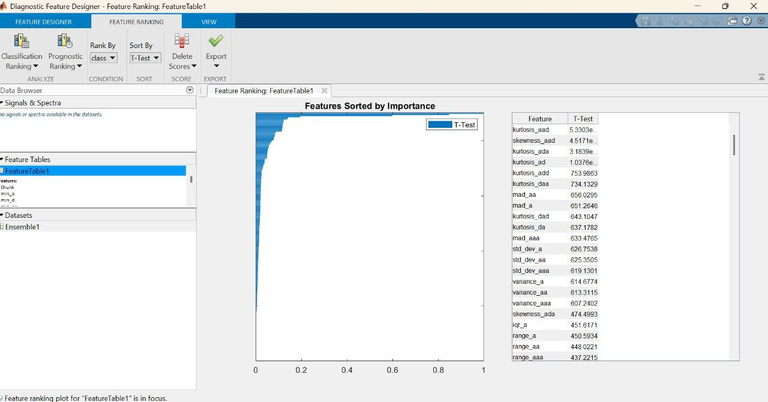 Diagnostic Feature Designer - Feature Ranking: FeatureTable1
FEATURE DESIGNER FEATURE RANKING VIEW
Classification Ranking Prognostic Ranking Rank By class Sort By T-Test Delete Scores Export
ANALYZE CONDITION SORT SCORE EXPORT
Data Browser
Signals & Spectra
No signals or spectra available in the datasets.
Feature Tables
FeatureTable1
Chunk
min_a
min_d
Datasets
Ensemble1
Feature Ranking: FeatureTable1
Features Sorted by Importance
T-Test
0 0.2 0.4 0.6 0.8 1
Feature T-Test
kurtosis_aad 5.3303e...
skewness_aad 4.5171e...
kurtosis_ada 3.1839e...
kurtosis_ad 1.0376e...
kurtosis_add 753.9863
kurtosis_daa 734.1329
mad_aa 656.0295
mad_a 651.2646
kurtosis_dad 643.1047
kurtosis_da 637.1782
mad_aaa 633.4765
std_dev_a 626.7538
std_dev_aa 625.3505
std_dev_aaa 619.1301
variance_a 614.6774
variance_aa 613.3115
variance_aaa 607.2402
skewness_ada 474.4993
iqr_a 451.6171
range_a 450.5934
range_aa 448.0221
range_aaa 437.2215
Feature ranking plot for "FeatureTable1" is in focus.